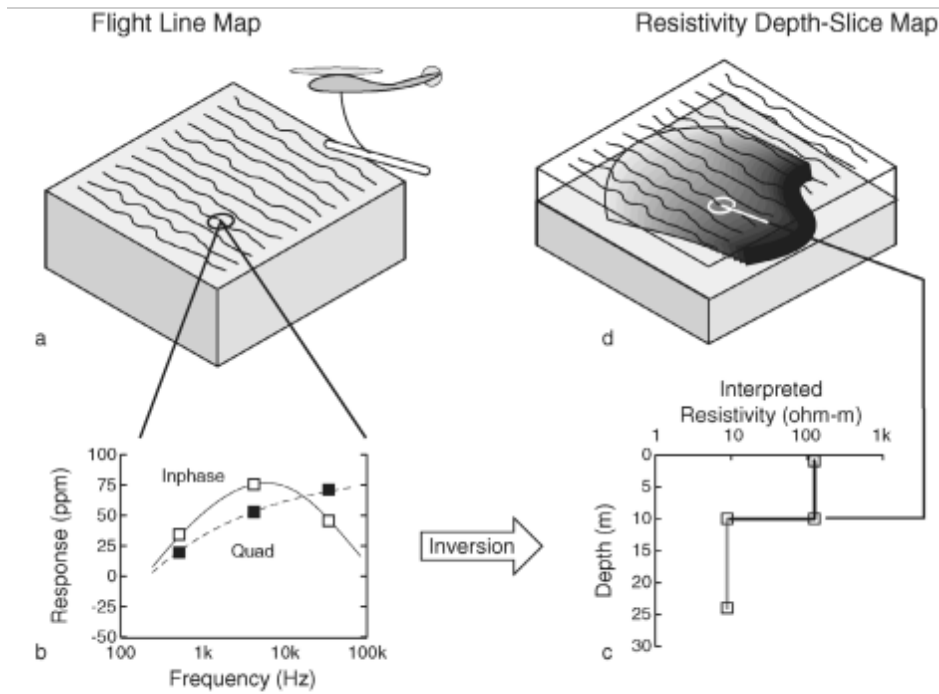 Flight Line Map
Resistivity Depth-Slice Map
a
d
Interpreted
Resistivity (ohm-m)
1 10 100 1k
0
5
10
15
20
25
30
Depth (m)
c
100
75
50
25
0
-25
-50
Response (ppm)
Inphase
Quad
100 1k 10k 100k
Frequency (Hz)
b
Inversion